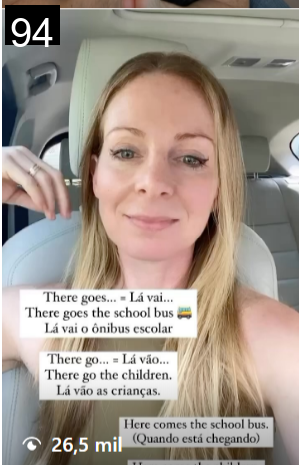 94
There goes... = Lá vai...
There goes the school bus 🚌
Lá vai o ônibus escolar
There go... = Lá vão...
There go the children.
Lá vão as crianças.
Here comes the school bus.
(Quando está chegando)
26,5 mil